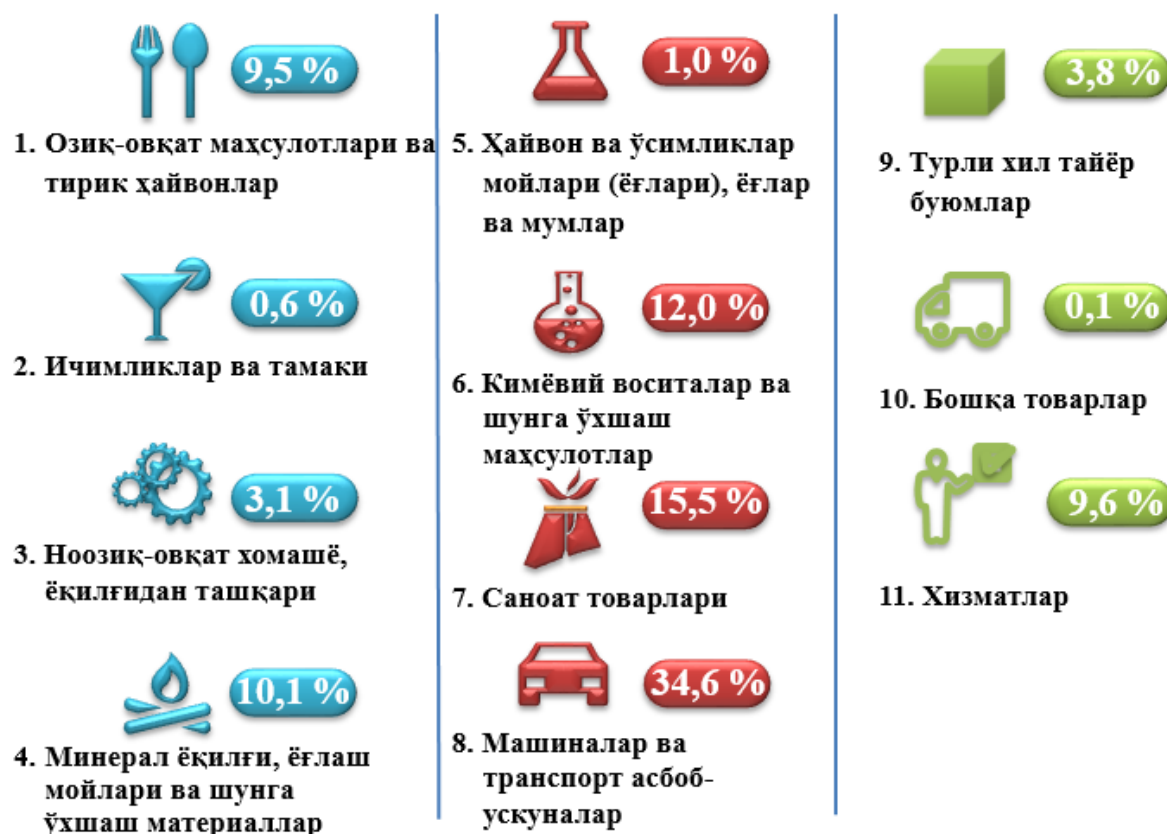 9,5 %
1. Озиқ-овқат маҳсулотлари ва
тирик ҳайвонлар
0,6 %
2. Ичимликлар ва тамаки
3,1 %
3. Ноозиқ-овқат хомашё,
ёқилғидан ташқари
10,1 %
4. Минерал ёқилғи, ёғлаш
мойлари ва шунга
ўхшаш материаллар
1,0 %
5. Ҳайвон ва ўсимликлар
мойлари (ёғлари), ёғлар
ва мумлар
12,0 %
6. Кимёвий воситалар ва
шунга ўхшаш
маҳсулотлар
15,5 %
7. Саноат товарлари
34,6 %
8. Машиналар ва
транспорт асбоб-
ускуналар
3,8 %
9. Турли хил тайёр
буюмлар
0,1 %
10. Бошқа товарлар
9,6 %
11. Хизматлар